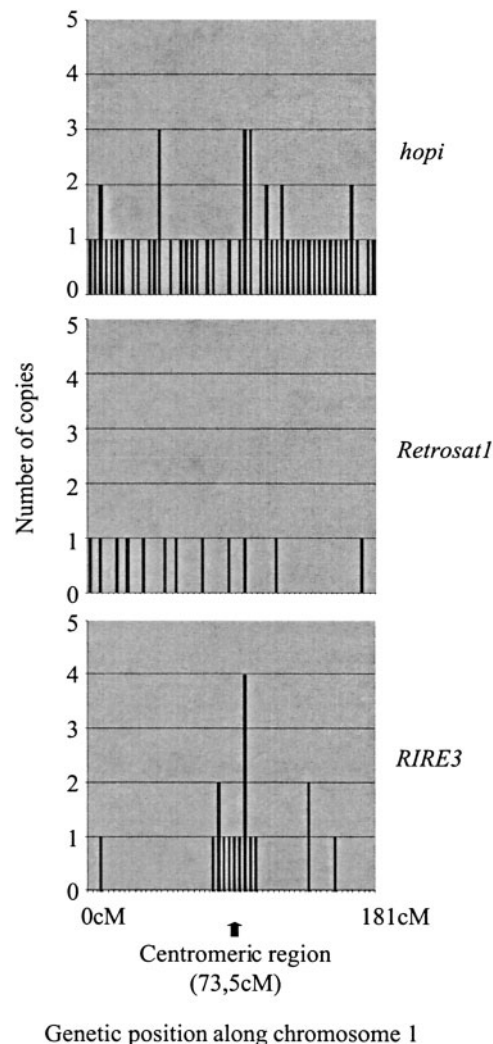 5
4
3
2
1
0
hopi
5
4
3
2
1
0
Retrosat1
Number of copies
5
4
3
2
1
0
RIRE3
0cM 181cM
Centromeric region
(73,5cM)
Genetic position along chromosome 1